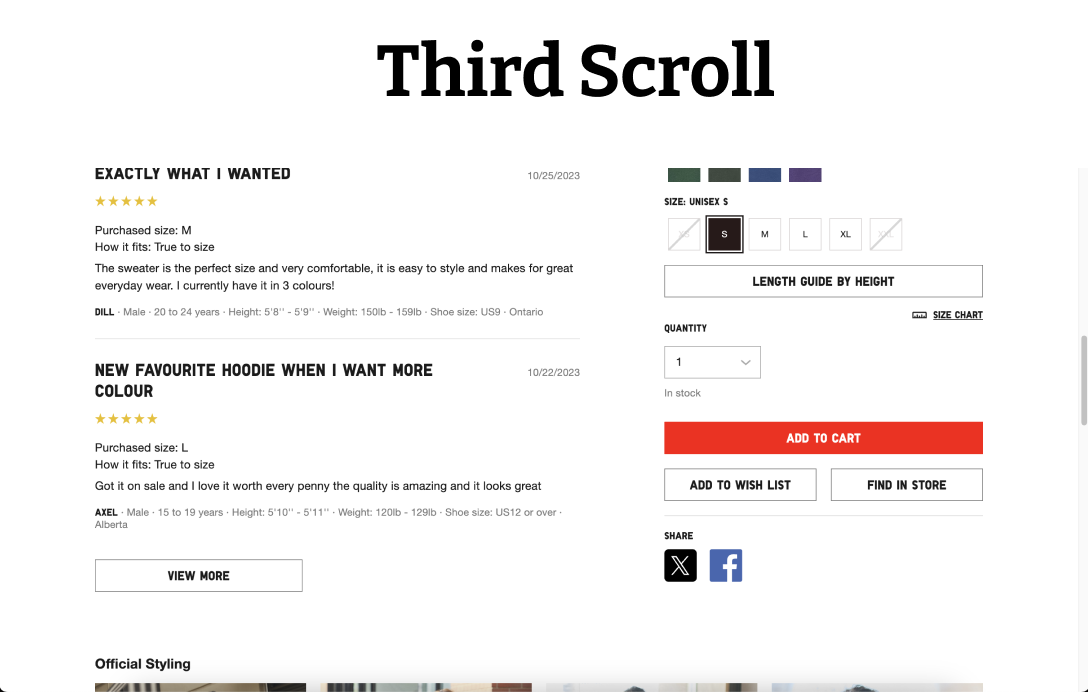 Third Scroll
EXACTLY WHAT I WANTED
10/25/2023
Purchased size: M
How it fits: True to size
The sweater is the perfect size and very comfortable, it is easy to style and makes for great
everyday wear. I currently have it in 3 colours!
DILL · Male · 20 to 24 years · Height: 5'8'' - 5'9'' · Weight: 150lb - 159lb · Shoe size: US9 · Ontario
NEW FAVOURITE HOODIE WHEN I WANT MORE
COLOUR
10/22/2023
Purchased size: L
How it fits: True to size
Got it on sale and I love it worth every penny the quality is amazing and it looks great
AXEL · Male · 15 to 19 years · Height: 5'10'' - 5'11'' · Weight: 120lb - 129lb · Shoe size: US12 or over ·
Alberta
VIEW MORE
Official Styling
SIZE: UNISEX S
XS S M L XL XXL
LENGTH GUIDE BY HEIGHT
SIZE CHART
QUANTITY
1
In stock
ADD TO CART
ADD TO WISH LIST FIND IN STORE
SHARE